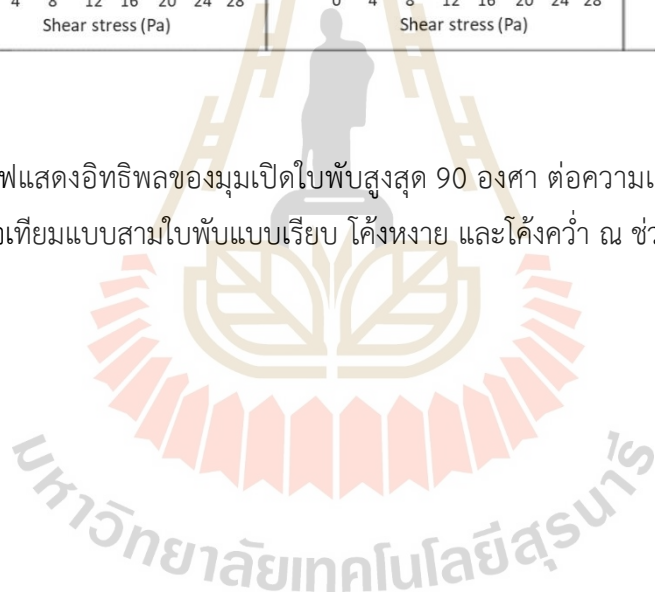 4 8 12 16 20 24 28 0 4 8 12 16 20 24 28
Shear stress (Pa) Shear stress (Pa)
ฟแสดงอิทธิพลของมุมเปิดใบพับสูงสุด 90 องศา ต่อความเ
อเทียมแบบสามใบพับแบบเรียบ โค้งหงาย และโค้งคว่ำ ณ ช่ว
มหาวิทยาลัยเทคโนโลยีสุรนารี